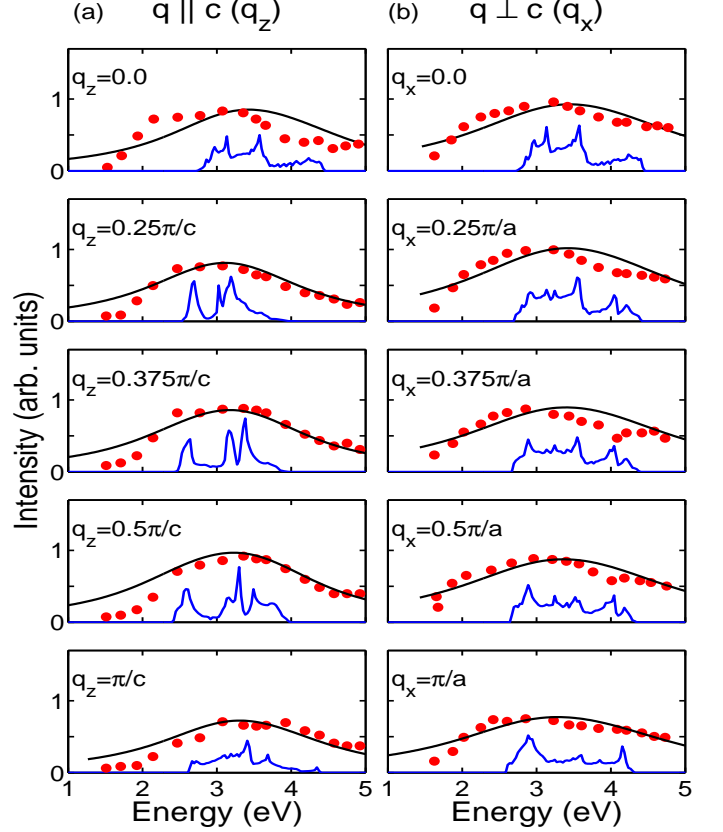 (a) q || c (q_z)
(b) q ⊥ c (q_x)
Intensity (arb. units)
q_z=0.0
1
0
q_x=0.0
q_z=0.25π/c
1
0
q_x=0.25π/a
q_z=0.375π/c
1
0
q_x=0.375π/a
q_z=0.5π/c
1
0
q_x=0.5π/a
q_z=π/c
1
0
q_x=π/a
1 2 3 4 5
2 3 4 5
Energy (eV)
Energy (eV)